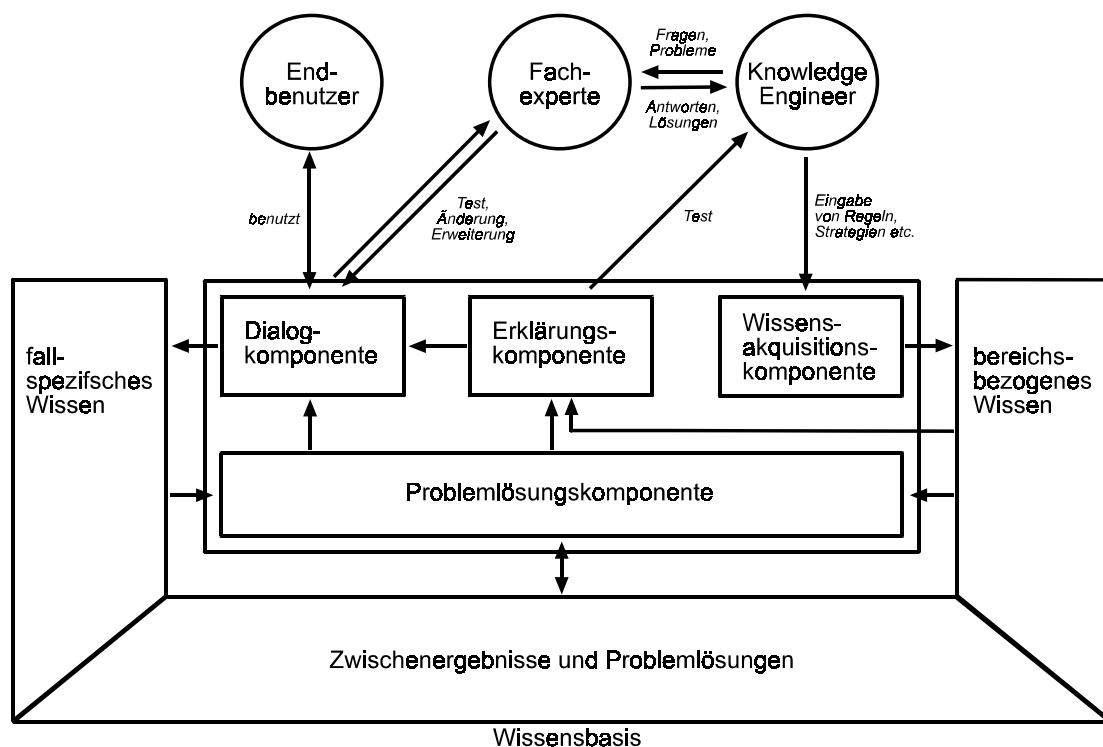 End-
benutzer
Fach-
experte
Fragen,
Probleme
Antworten,
Lösungen
Knowledge
Engineer
benutzt
Test,
Änderung,
Erweiterung
Test
Eingabe
von Regeln,
Strategien etc.
fall-
spezifsches
Wissen
Dialog-
komponente
Erklärungs-
komponente
Wissens-
akquisitions-
komponente
bereichs-
bezogenes
Wissen
Problemlösungskomponente
Zwischenergebnisse und Problemlösungen
Wissensbasis